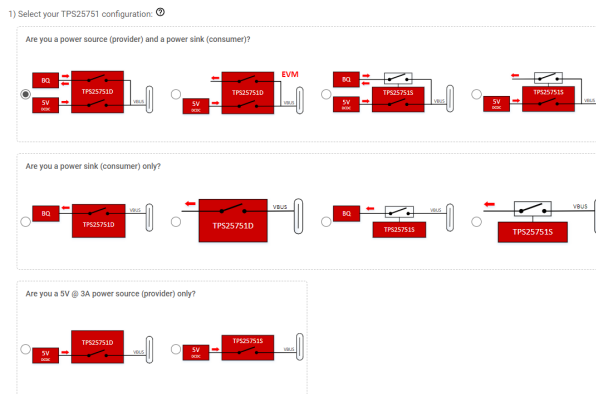 1) Select your TPS25751 configuration: ?
Are you a power source (provider) and a power sink (consumer)?
BQ
TPS25751D
5V
DCDC
VBUS
EVM
TPS25751D
5V
DCDC
VBUS
BQ
TPS25751S
5V
DCDC
VBUS
TPS25751S
5V
DCDC
VBUS
Are you a power sink (consumer) only?
BQ
VBUS
TPS25751D
VBUS
TPS25751D
BQ
VBUS
TPS25751S
VBUS
TPS25751S
Are you a 5V @ 3A power source (provider) only?
TPS25751D
5V
DCDC
VBUS
TPS25751S
5V
DCDC
VBUS